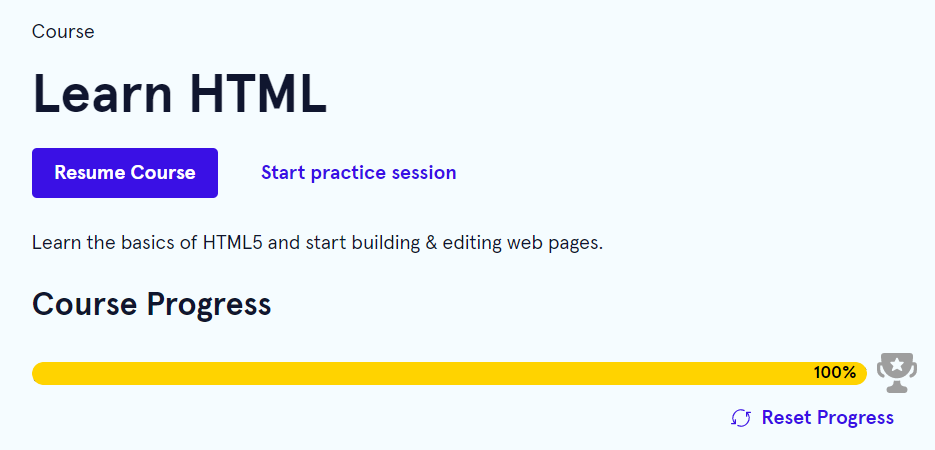 Course
Learn HTML
Resume Course
Start practice session
Learn the basics of HTML5 and start building & editing web pages.
Course Progress
100%
Reset Progress